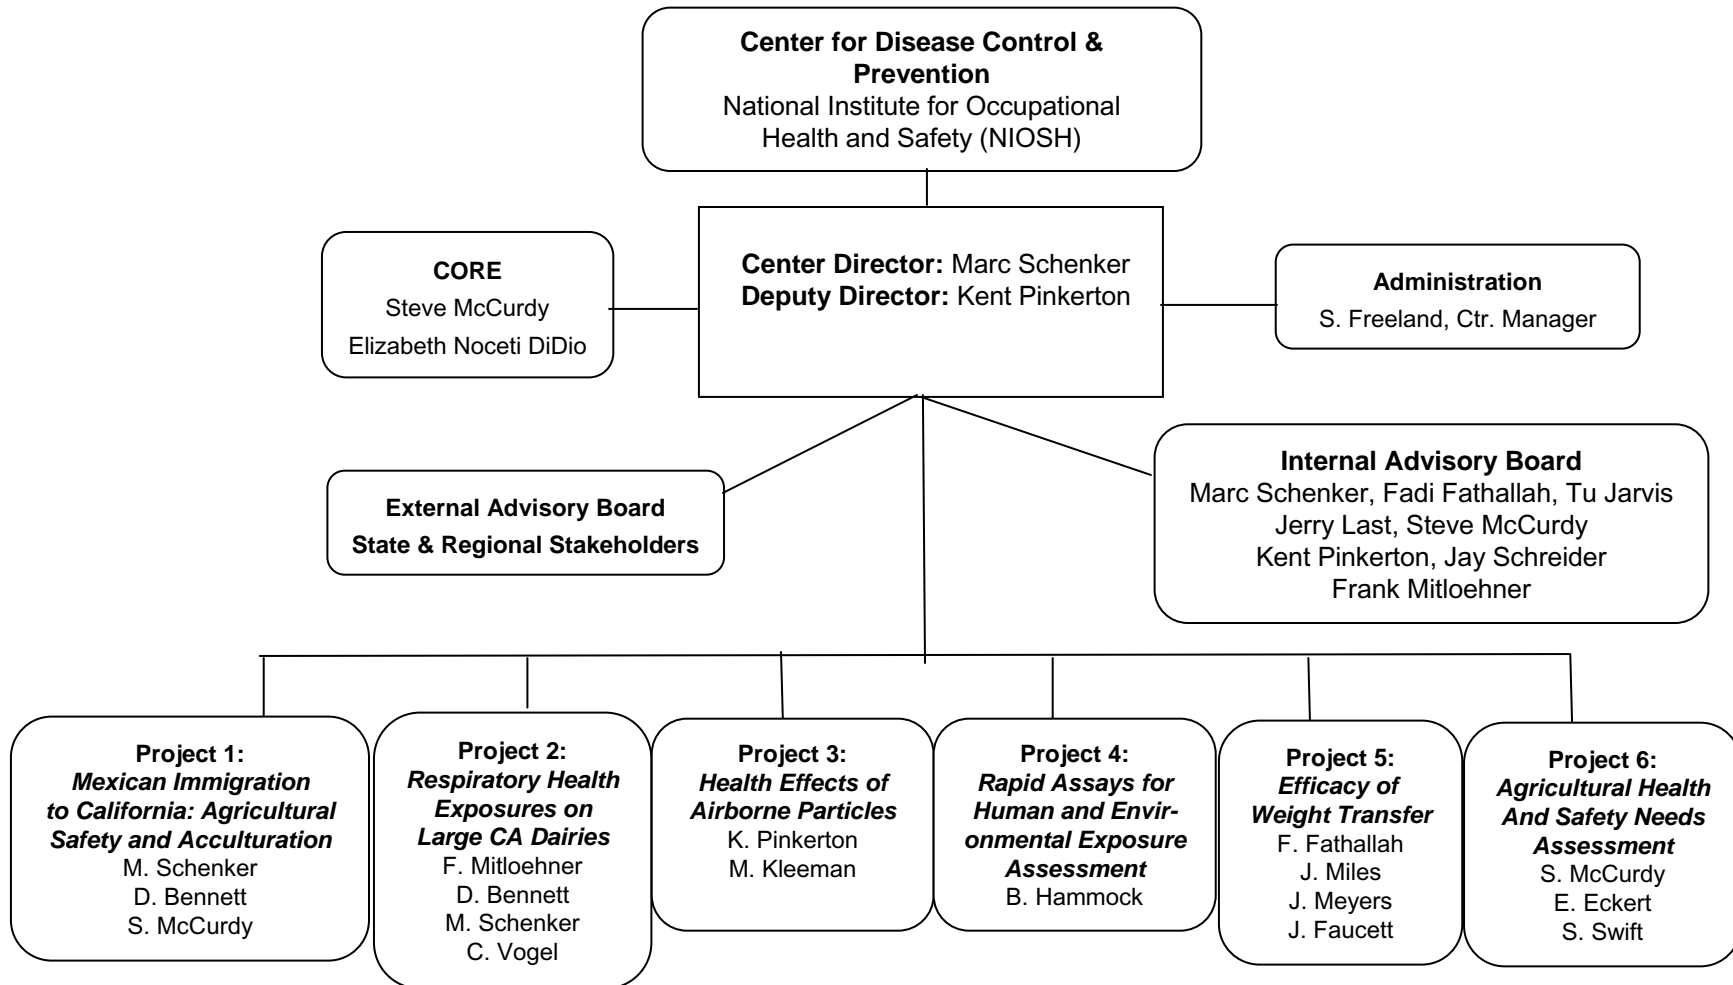 Center for Disease Control &
Prevention
National Institute for Occupational
Health and Safety (NIOSH)
CORE
Steve McCurdy
Elizabeth Noceti DiDio
Center Director: Marc Schenker
Deputy Director: Kent Pinkerton
Administration
S. Freeland, Ctr. Manager
External Advisory Board
State & Regional Stakeholders
Internal Advisory Board
Marc Schenker, Fadi Fathallah, Tu Jarvis
Jerry Last, Steve McCurdy
Kent Pinkerton, Jay Schreider
Frank Mitloehner
Project 1:
Mexican Immigration
to California: Agricultural
Safety and Acculturation
M. Schenker
D. Bennett
S. McCurdy
Project 2:
Respiratory Health
Exposures on
Large CA Dairies
F. Mitloehner
D. Bennett
M. Schenker
C. Vogel
Project 3:
Health Effects of
Airborne Particles
K. Pinkerton
M. Kleeman
Project 4:
Rapid Assays for
Human and Envir-
onmental Exposure
Assessment
B. Hammock
Project 5:
Efficacy of
Weight Transfer
F. Fathallah
J. Miles
J. Meyers
J. Faucett
Project 6:
Agricultural Health
And Safety Needs
Assessment
S. McCurdy
E. Eckert
S. Swift